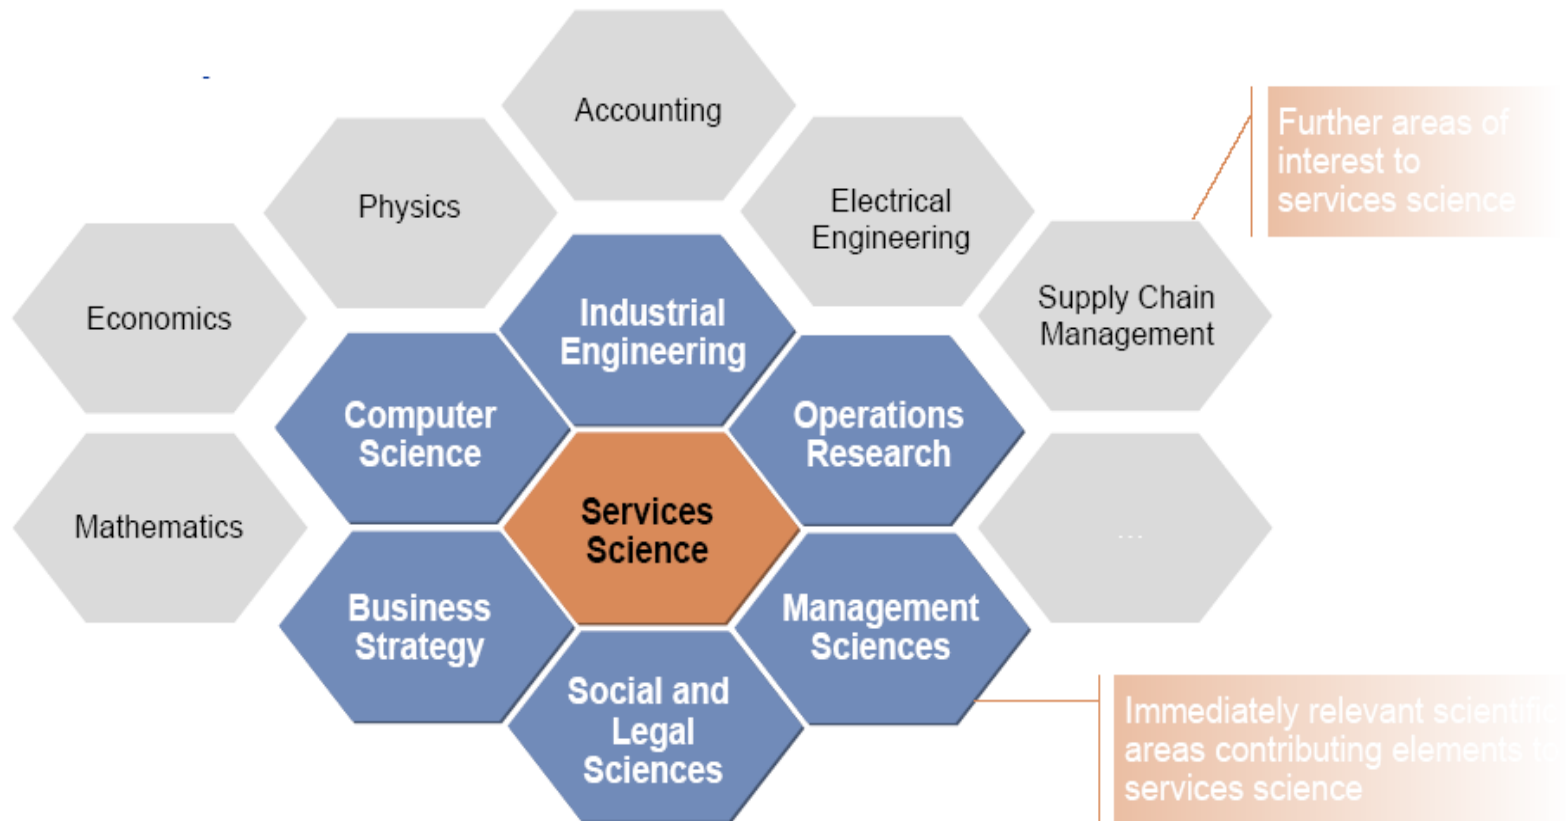 Accounting
Physics
Electrical
Engineering
Further areas of
interest to
services science
Economics
Industrial
Engineering
Supply Chain
Management
Computer
Science
Operations
Research
Mathematics
Services
Science
...
Business
Strategy
Management
Sciences
Social and
Legal
Sciences
Immediately relevant scientific
areas contributing elements to
services science